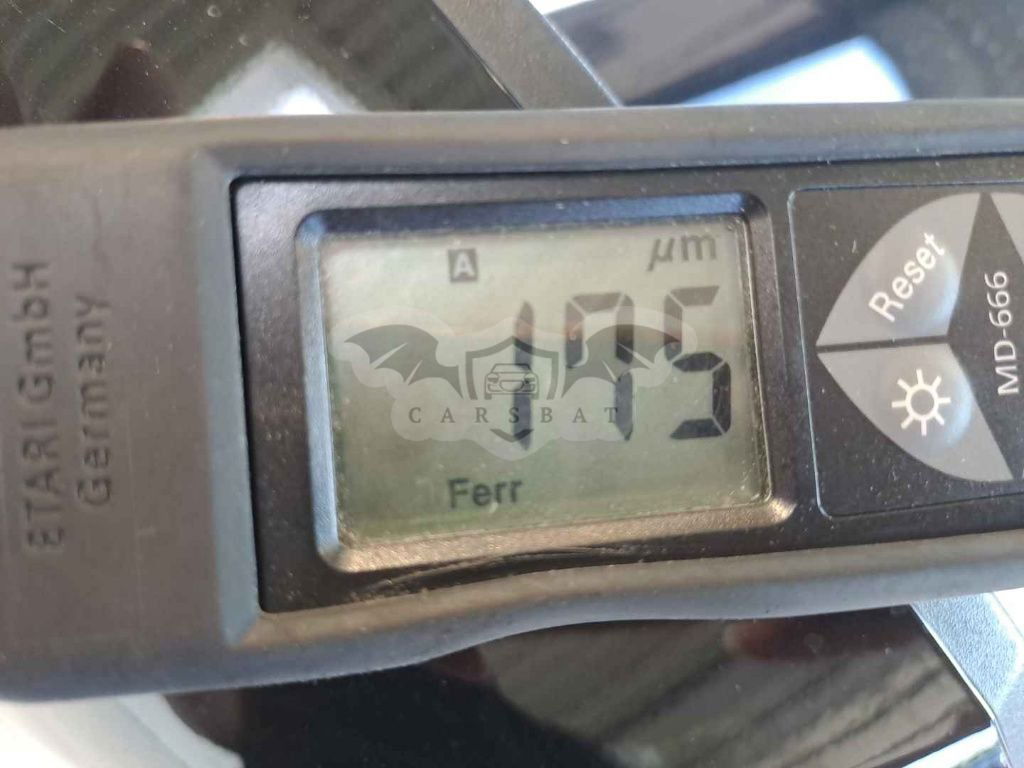 ETARI GmbH
Germany
A
µm
175
Ferr
CARSBAT
Reset
MD-666